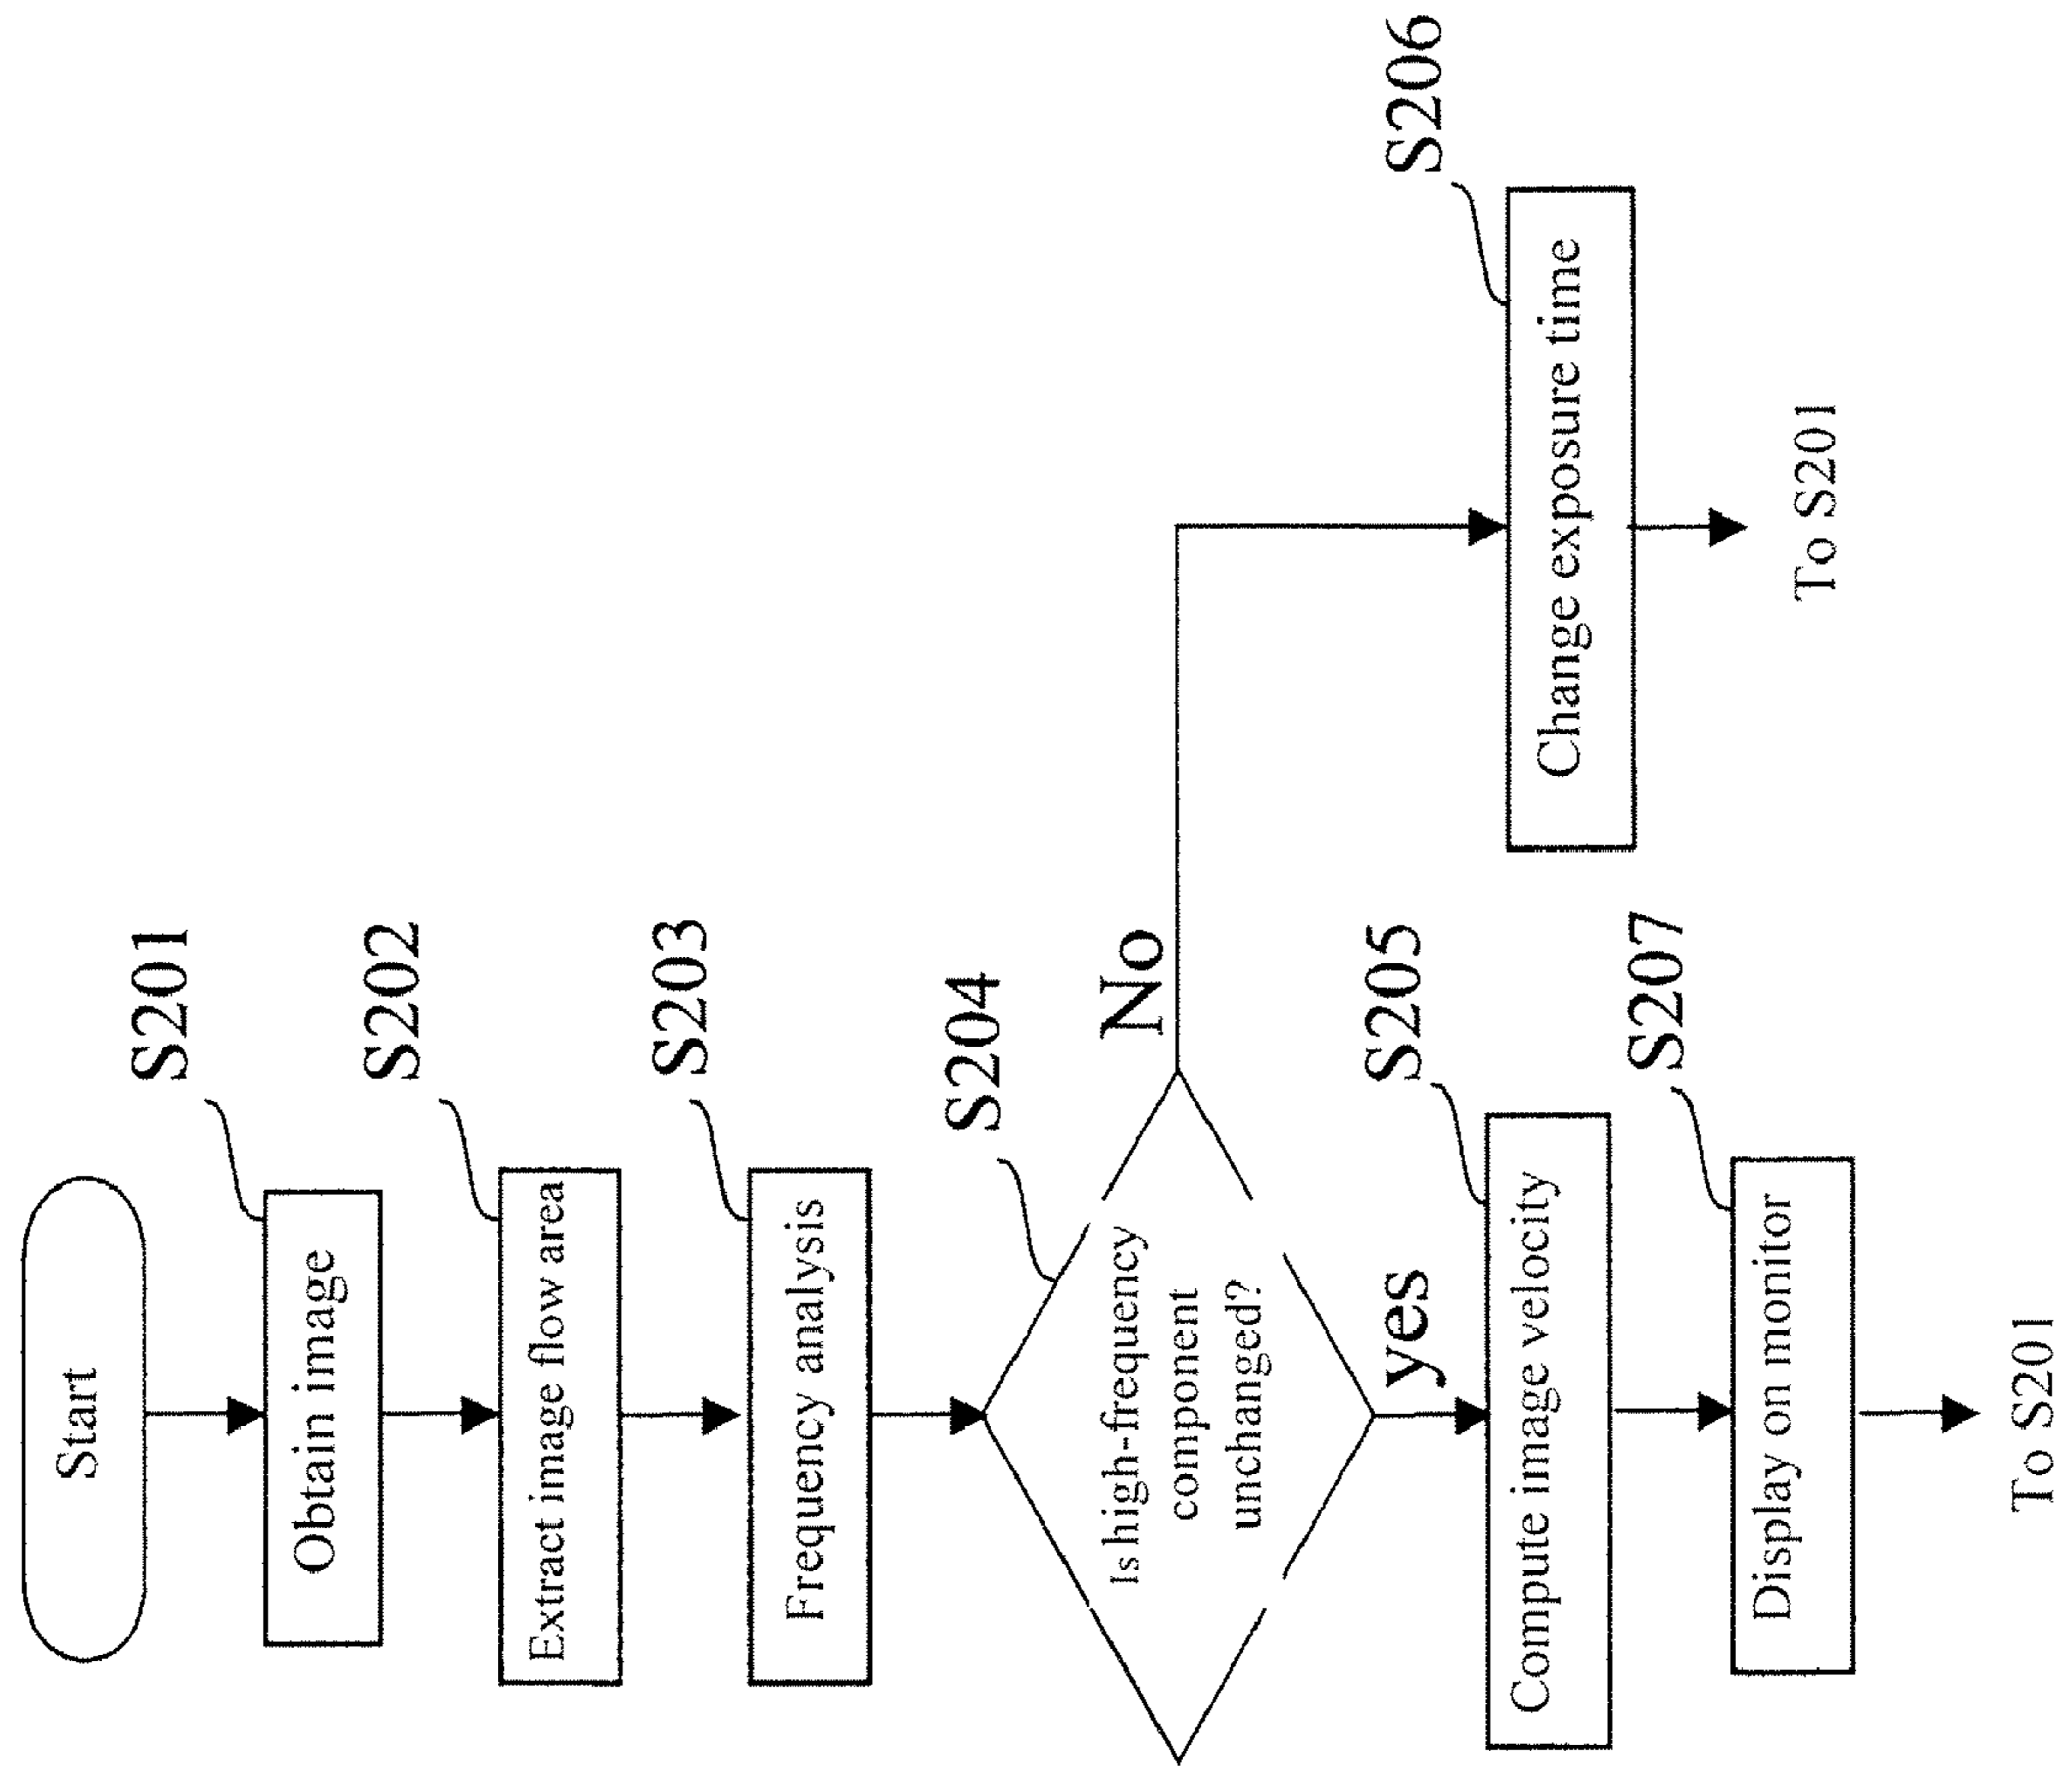 Start
S201
Obtain image
S202
Extract image flow area
S203
Frequency analysis
S204
Is high-frequency
component
unchanged?
No
yes
S205
Compute image velocity
S206
Change exposure time
To S201
S207
Display on monitor
To S201